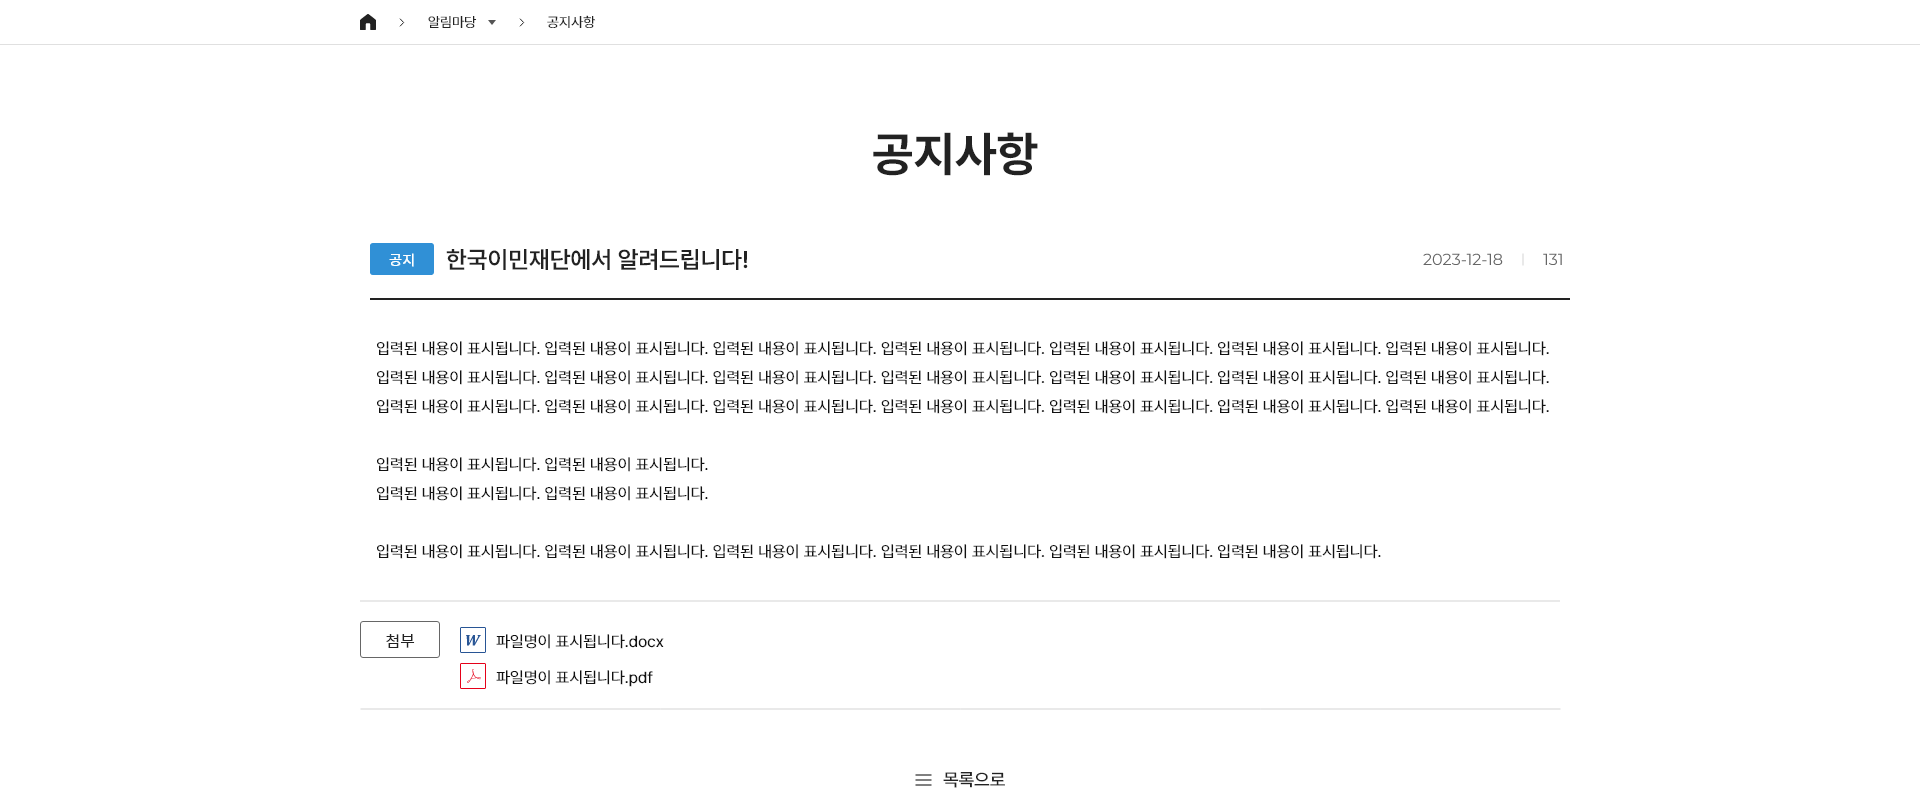 알림마당 공지사항
공지사항
공지 한국이민재단에서 알려드립니다! 2023-12-18 131
입력된 내용이 표시됩니다. 입력된 내용이 표시됩니다. 입력된 내용이 표시됩니다. 입력된 내용이 표시됩니다. 입력된 내용이 표시됩니다. 입력된 내용이 표시됩니다. 입력된 내용이 표시됩니다.
입력된 내용이 표시됩니다. 입력된 내용이 표시됩니다. 입력된 내용이 표시됩니다. 입력된 내용이 표시됩니다. 입력된 내용이 표시됩니다. 입력된 내용이 표시됩니다. 입력된 내용이 표시됩니다.
입력된 내용이 표시됩니다. 입력된 내용이 표시됩니다. 입력된 내용이 표시됩니다. 입력된 내용이 표시됩니다. 입력된 내용이 표시됩니다. 입력된 내용이 표시됩니다. 입력된 내용이 표시됩니다.
입력된 내용이 표시됩니다. 입력된 내용이 표시됩니다.
입력된 내용이 표시됩니다. 입력된 내용이 표시됩니다.
입력된 내용이 표시됩니다. 입력된 내용이 표시됩니다. 입력된 내용이 표시됩니다. 입력된 내용이 표시됩니다. 입력된 내용이 표시됩니다. 입력된 내용이 표시됩니다.
첨부 W 파일명이 표시됩니다.docx
파일명이 표시됩니다.pdf
목록으로